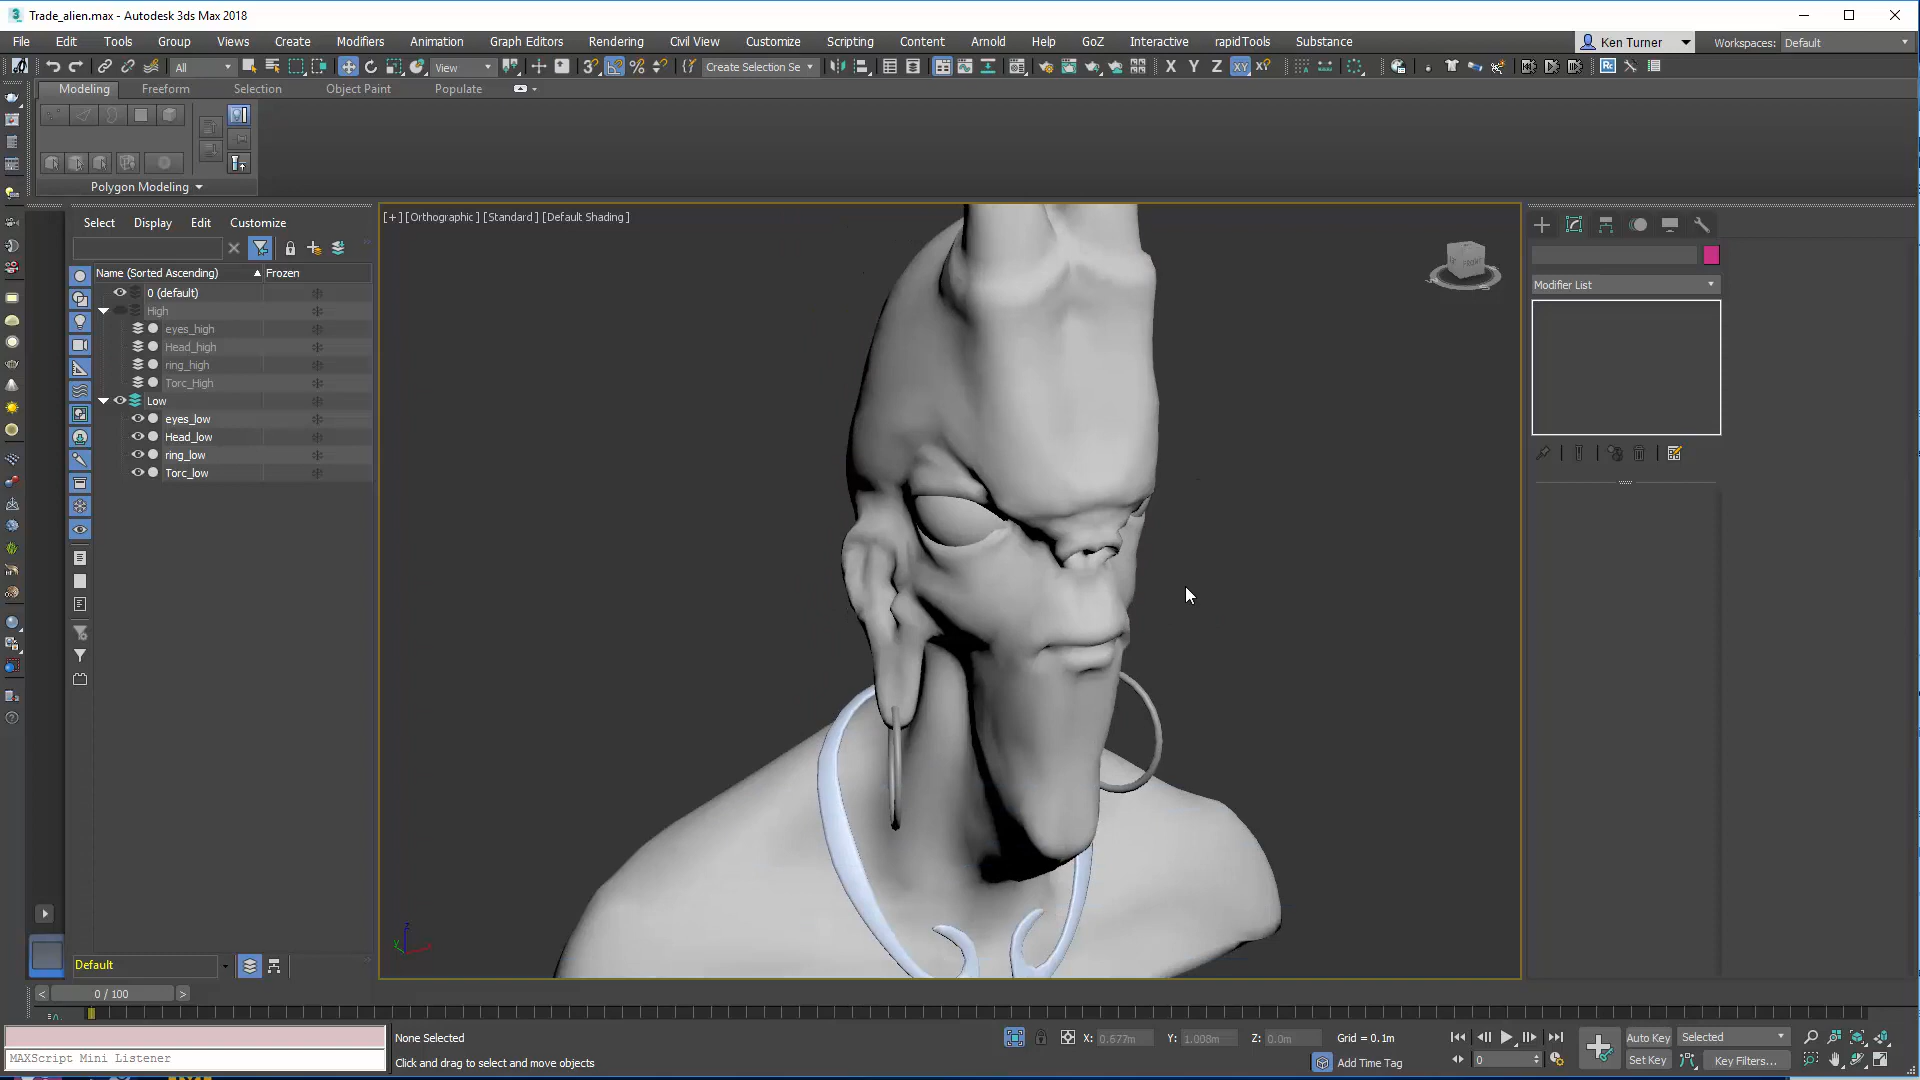 Trade_alien.max - Autodesk 3ds Max 2018
File Edit Tools Group Views Create Modifiers Animation Graph Editors Rendering Civil View Customize Scripting Content Arnold Help GoZ Interactive rapidTools Substance Ken Turner Workspaces: Default
All View Create Selection Se X Y Z XY
Modeling Freeform Selection Object Paint Populate
Polygon Modeling
Select Display Edit Customize
[+] [Orthographic ] [Standard ] [Default Shading ]
Name (Sorted Ascending) Frozen
0 (default)
High
eyes_high
Head_high
ring_high
Torc_High
Low
eyes_low
Head_low
ring_low
Torc_low
FRONT
Modifier List
Default
< 0 / 100 >
None Selected X: 0.677m Y: 1.008m Z: 0.0m Grid = 0.1m Auto Key Selected
MAXScript Mini Listener Click and drag to select and move objects Add Time Tag 0 Set Key Key Filters...